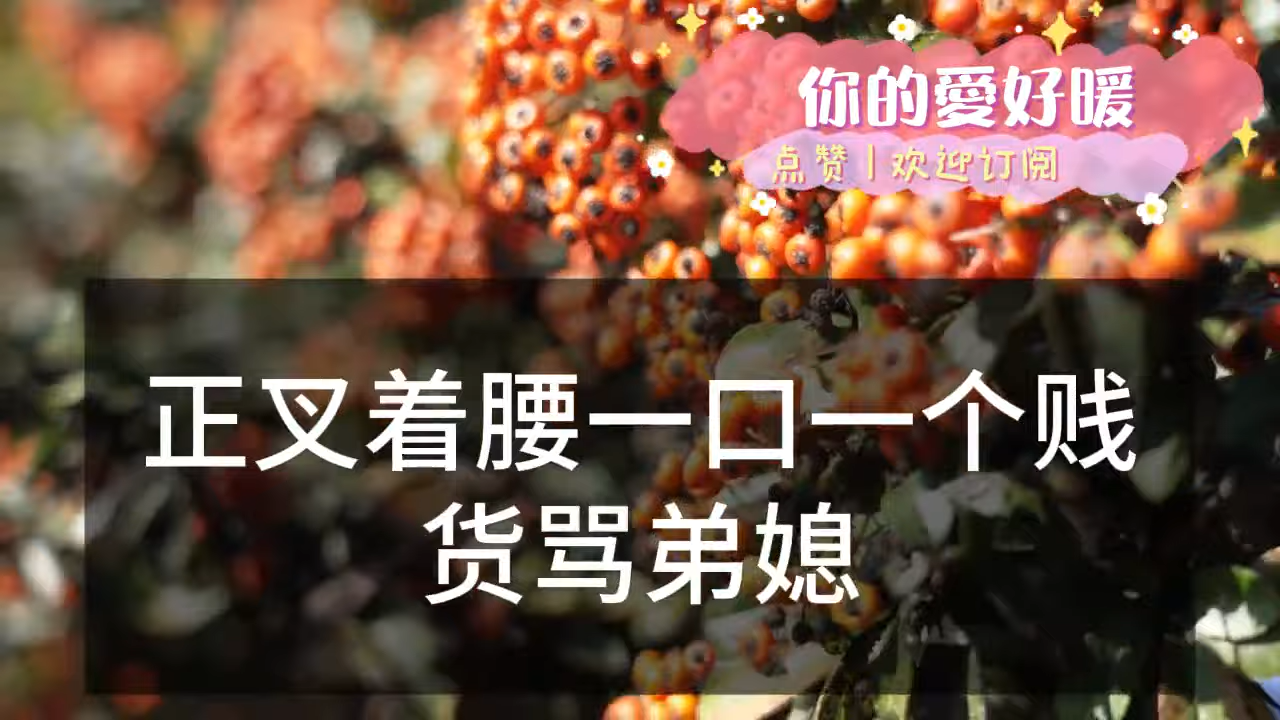 你的愛好暖
点赞 | 欢迎订阅
正叉着腰一口一个贱
货骂弟媳